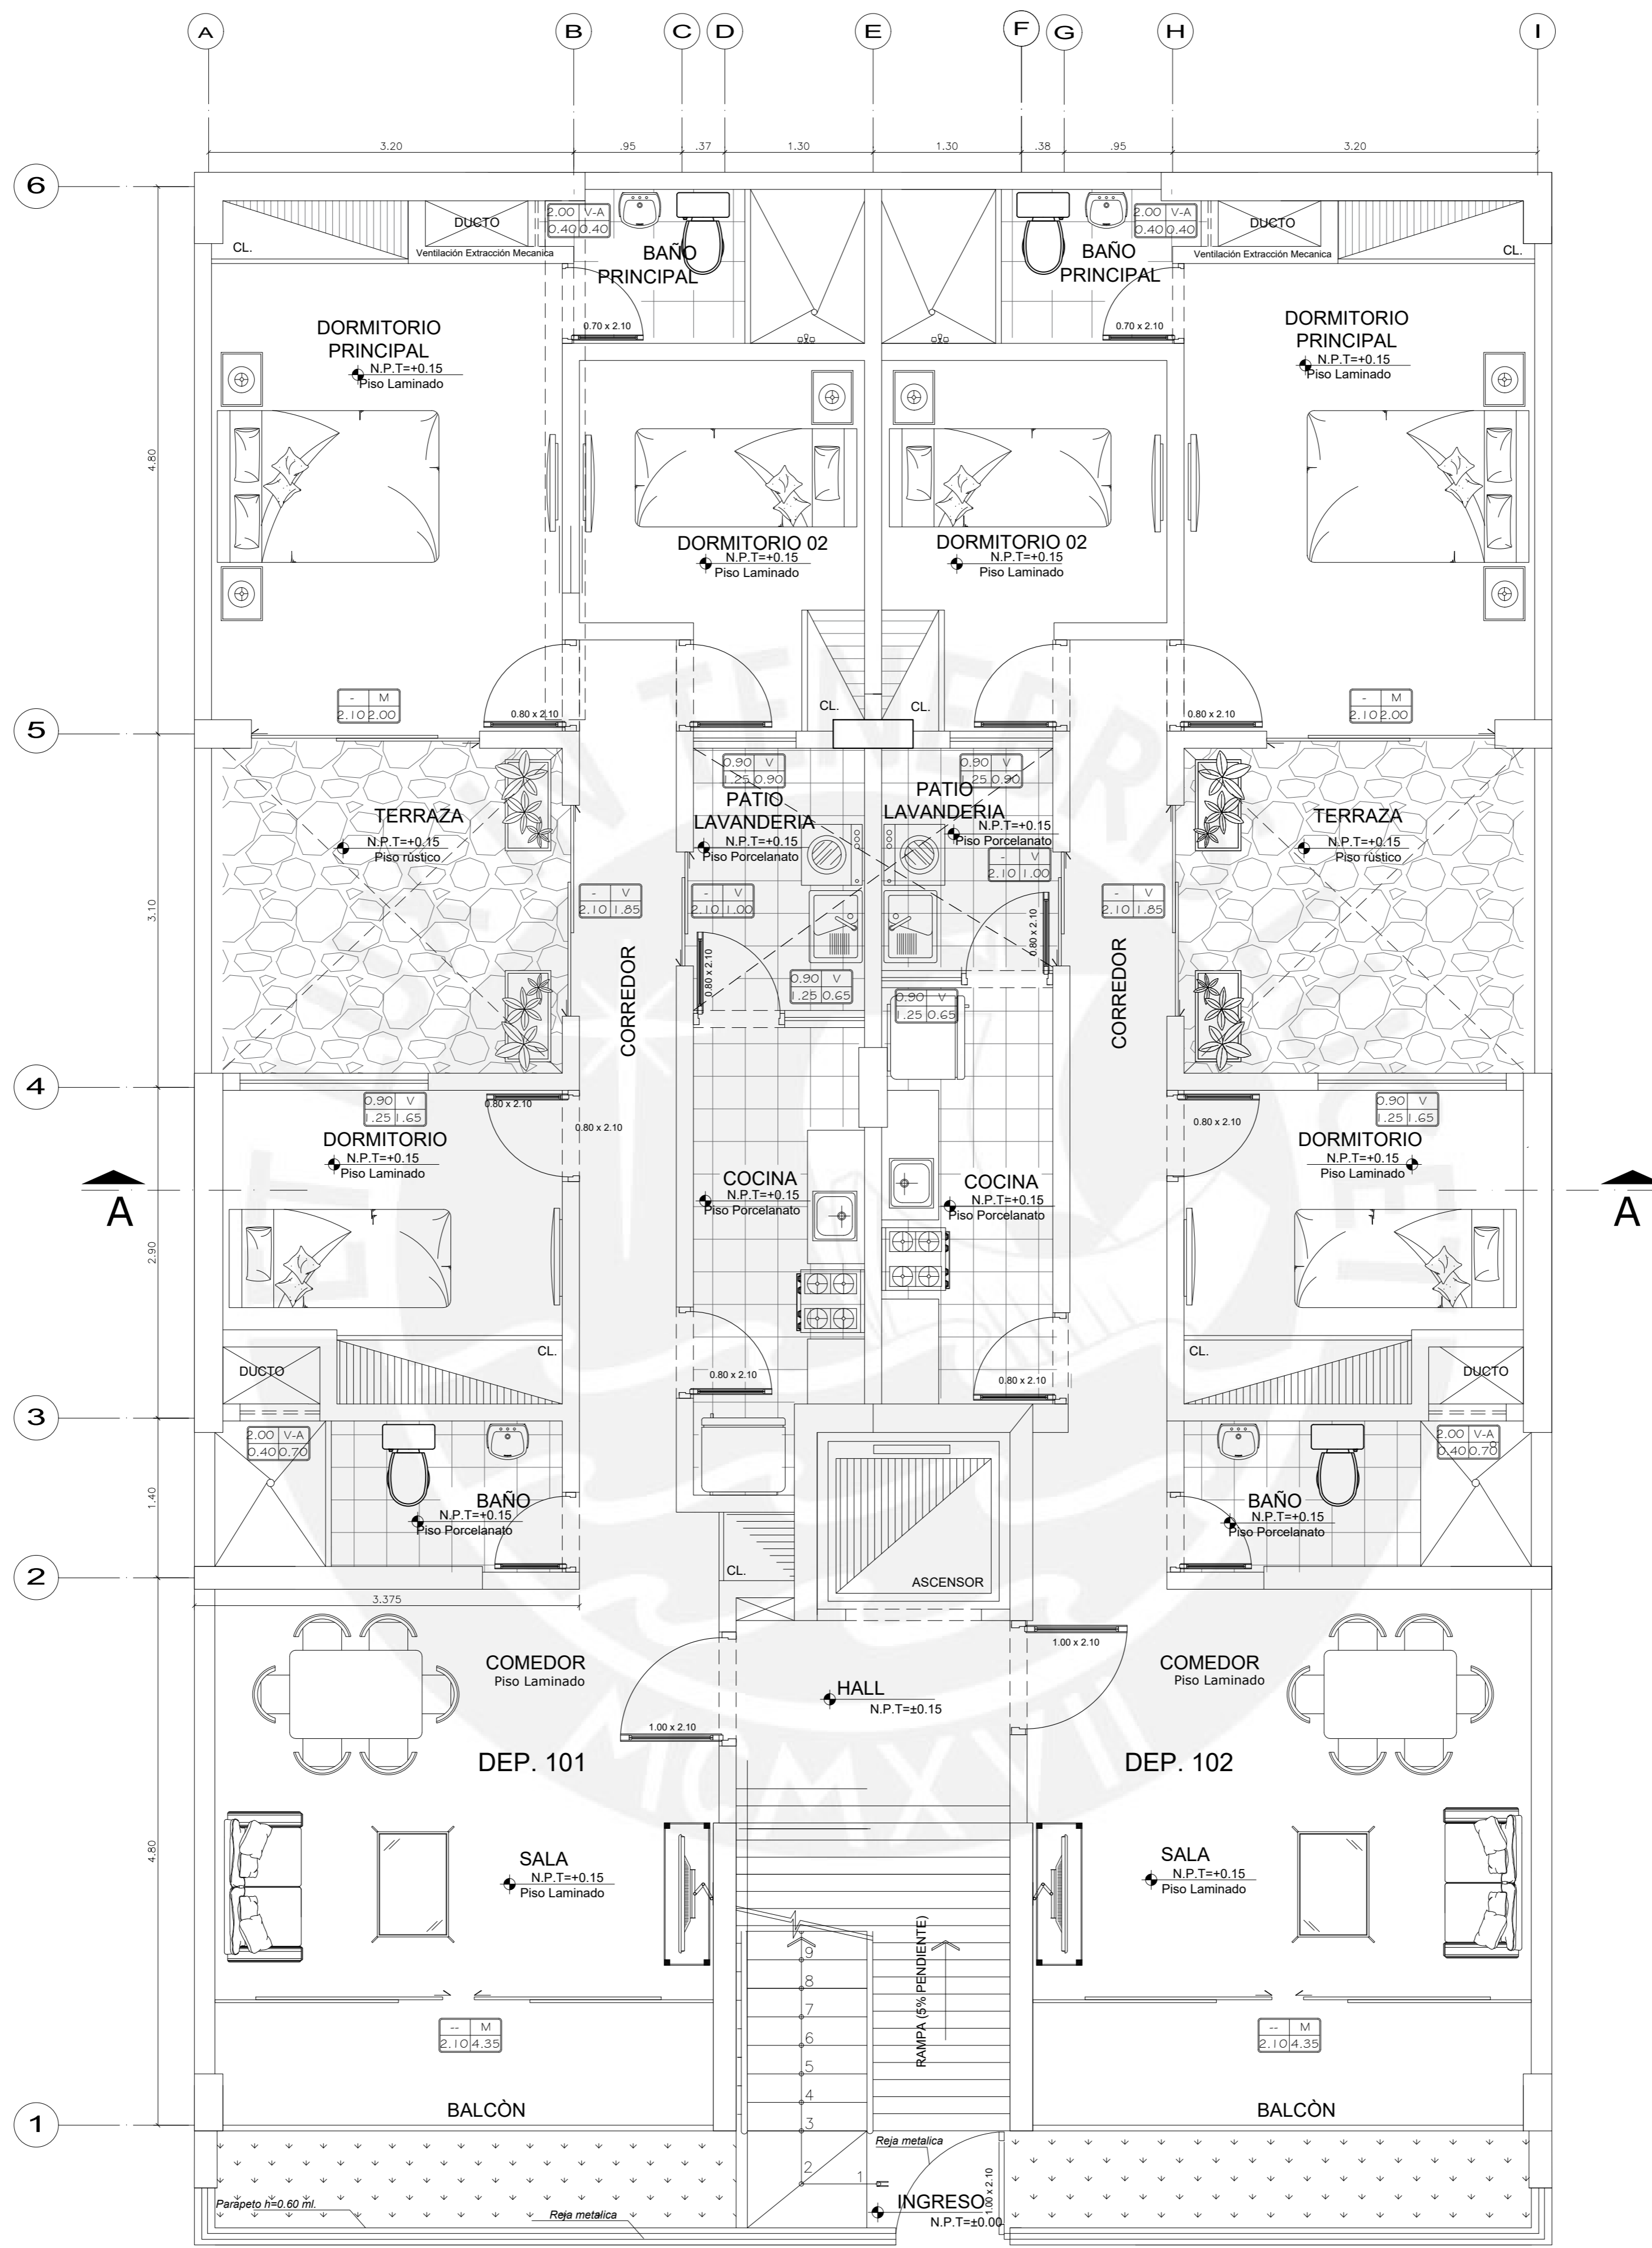 A B C D E F G H I
3.20 .95 .37 1.30 1.30 .38 .95 3.20
6
DUCTO
2.00 V-A
0.40 0.40
CL.
Ventilación Extracción Mecanica
BAÑO
PRINCIPAL
0.70 x 2.10
BAÑO
PRINCIPAL
0.70 x 2.10
2.00 V-A
0.40 0.40
DUCTO
CL.
Ventilación Extracción Mecanica
DORMITORIO
PRINCIPAL
N.P.T=+0.15
Piso Laminado
DORMITORIO
PRINCIPAL
N.P.T=+0.15
Piso Laminado
4.80
DORMITORIO 02
N.P.T=+0.15
Piso Laminado
DORMITORIO 02
N.P.T=+0.15
Piso Laminado
- M
2.10 2.00
0.80 x 2.10
CL.
CL.
0.80 x 2.10
- M
2.10 2.00
5
0.90 V
1.25 0.90
0.90 V
1.25 0.90
PATIO
LAVANDERIA
N.P.T=+0.15
Piso Porcelanato
PATIO
LAVANDERIA
N.P.T=+0.15
Piso Porcelanato
TERRAZA
N.P.T=+0.15
Piso rústico
TERRAZA
N.P.T=+0.15
Piso rústico
3.10
- V
2.10 1.85
- V
2.10 1.00
- V
2.10 1.00
- V
2.10 1.85
0.80 x 2.10
0.80 x 2.10
0.90 V
1.25 0.65
0.90 V
1.25 0.65
CORREDOR
CORREDOR
4
0.90 V
1.25 1.65
0.80 x 2.10
0.80 x 2.10
0.80 x 2.10
0.90 V
1.25 1.65
DORMITORIO
N.P.T=+0.15
Piso Laminado
DORMITORIO
N.P.T=+0.15
Piso Laminado
COCINA
N.P.T=+0.15
Piso Porcelanato
COCINA
N.P.T=+0.15
Piso Porcelanato
A
A
2.90
CL.
DUCTO
0.80 x 2.10
0.80 x 2.10
CL.
DUCTO
3
2.00 V-A
0.40 0.70
2.00 V-A
0.40 0.70
8
1.40
BAÑO
N.P.T=+0.15
Piso Porcelanato
BAÑO
N.P.T=+0.15
Piso Porcelanato
2
CL.
ASCENSOR
3.375
COMEDOR
Piso Laminado
1.00 x 2.10
COMEDOR
Piso Laminado
HALL
N.P.T=±0.15
1.00 x 2.10
DEP. 101
DEP. 102
4.80
SALA
N.P.T=+0.15
Piso Laminado
SALA
N.P.T=+0.15
Piso Laminado
RAMPA (5% PENDIENTE)
9
8
7
6
5
4
3
2
1
-- M
2.10 4.35
-- M
2.10 4.35
BALCÒN
BALCÒN
1
Reja metalica
1.00 x 2.10
INGRESO
N.P.T=±0.00
Parapeto h=0.60 ml.
Reja metalica
ET LUX IN TENEBRIS LUCET
MCMXVII